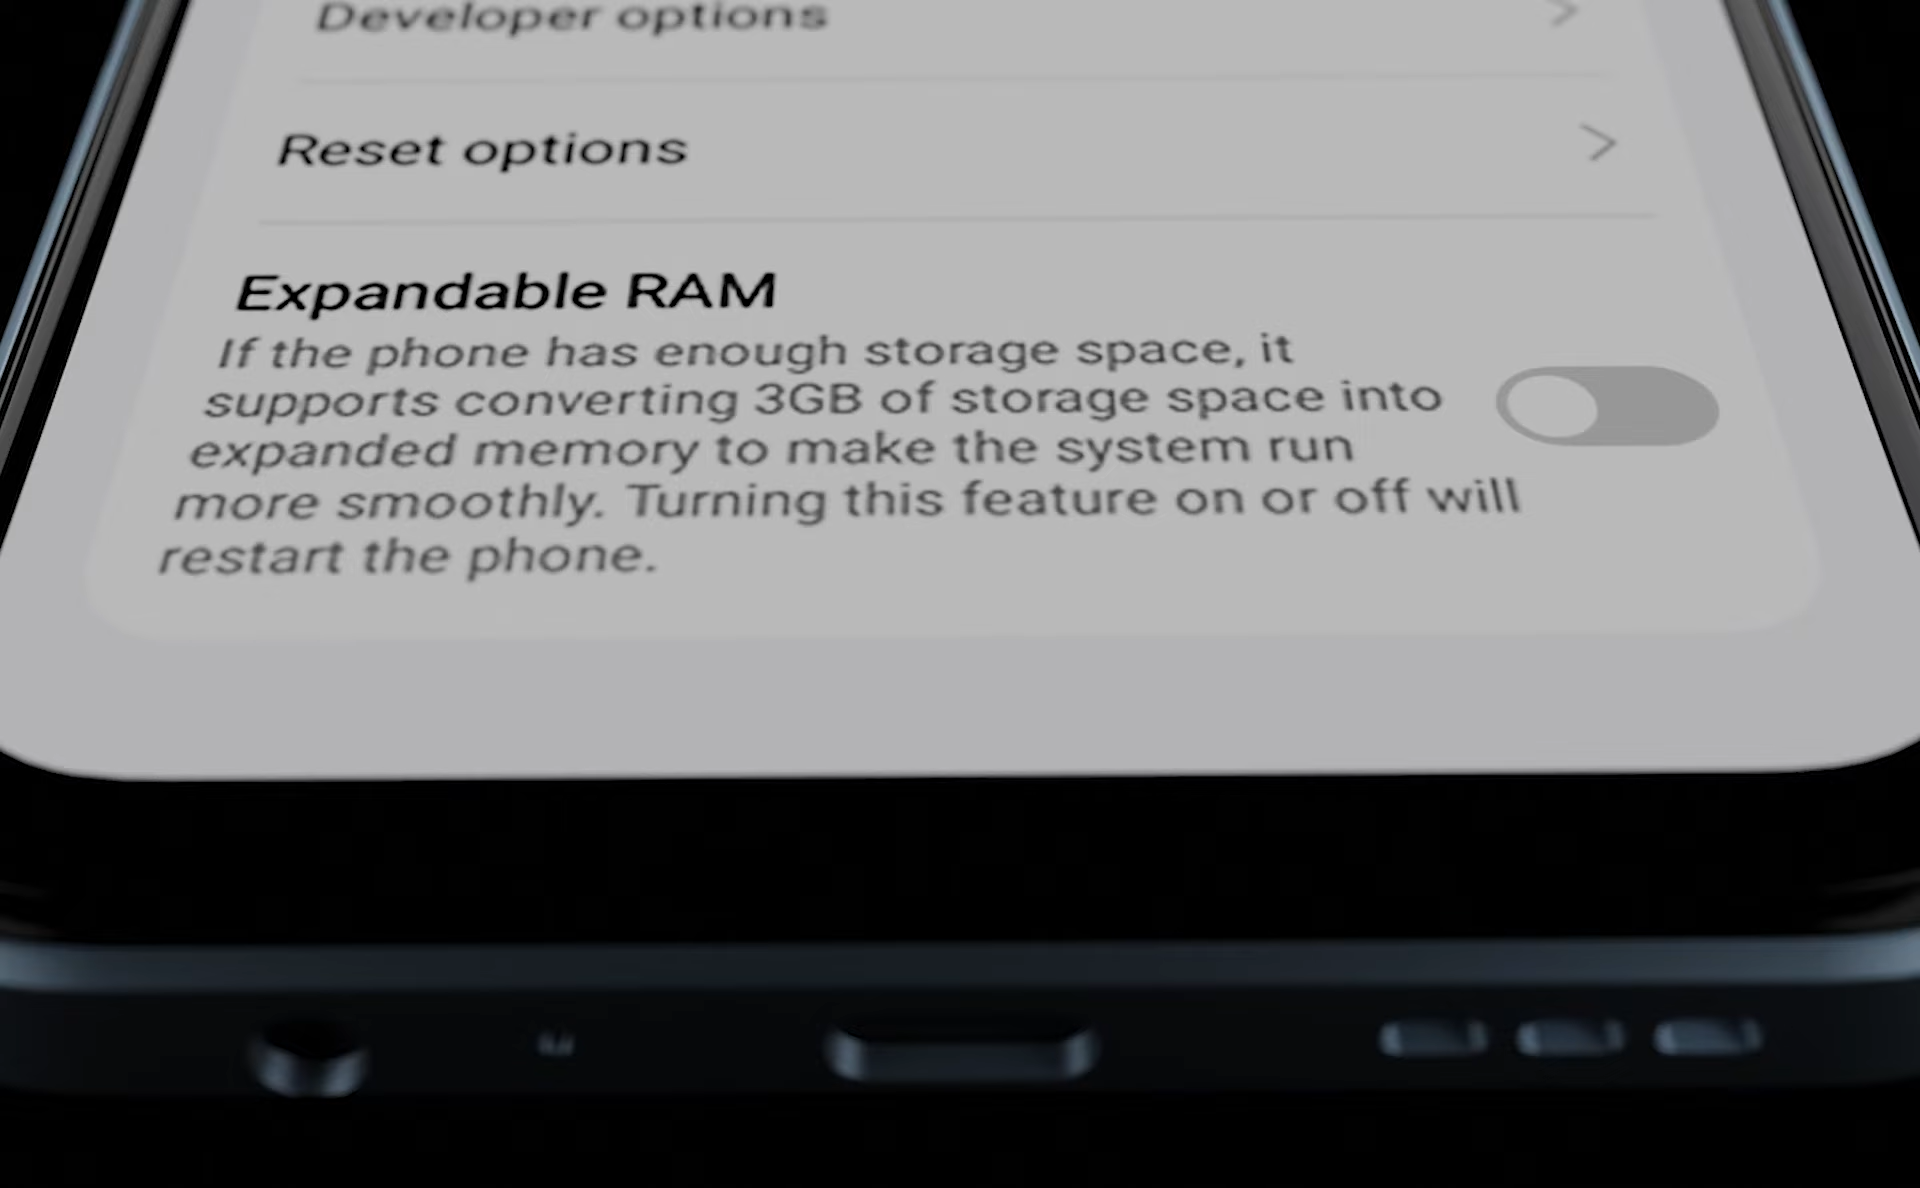 Developer options
Reset options
Expandable RAM
If the phone has enough storage space, it
supports converting 3GB of storage space into
expanded memory to make the system run
more smoothly. Turning this feature on or off will
restart the phone.